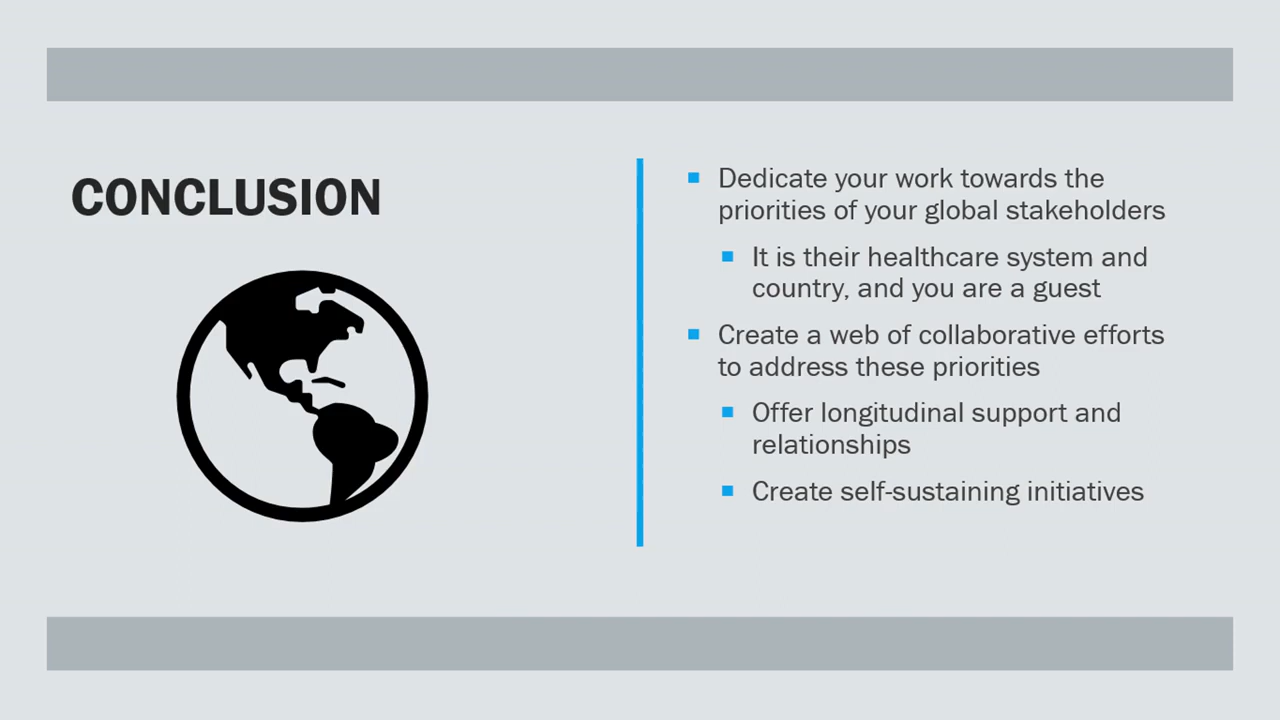 CONCLUSION
Dedicate your work towards the
priorities of your global stakeholders
It is their healthcare system and
country, and you are a guest
Create a web of collaborative efforts
to address these priorities
Offer longitudinal support and
relationships
Create self-sustaining initiatives